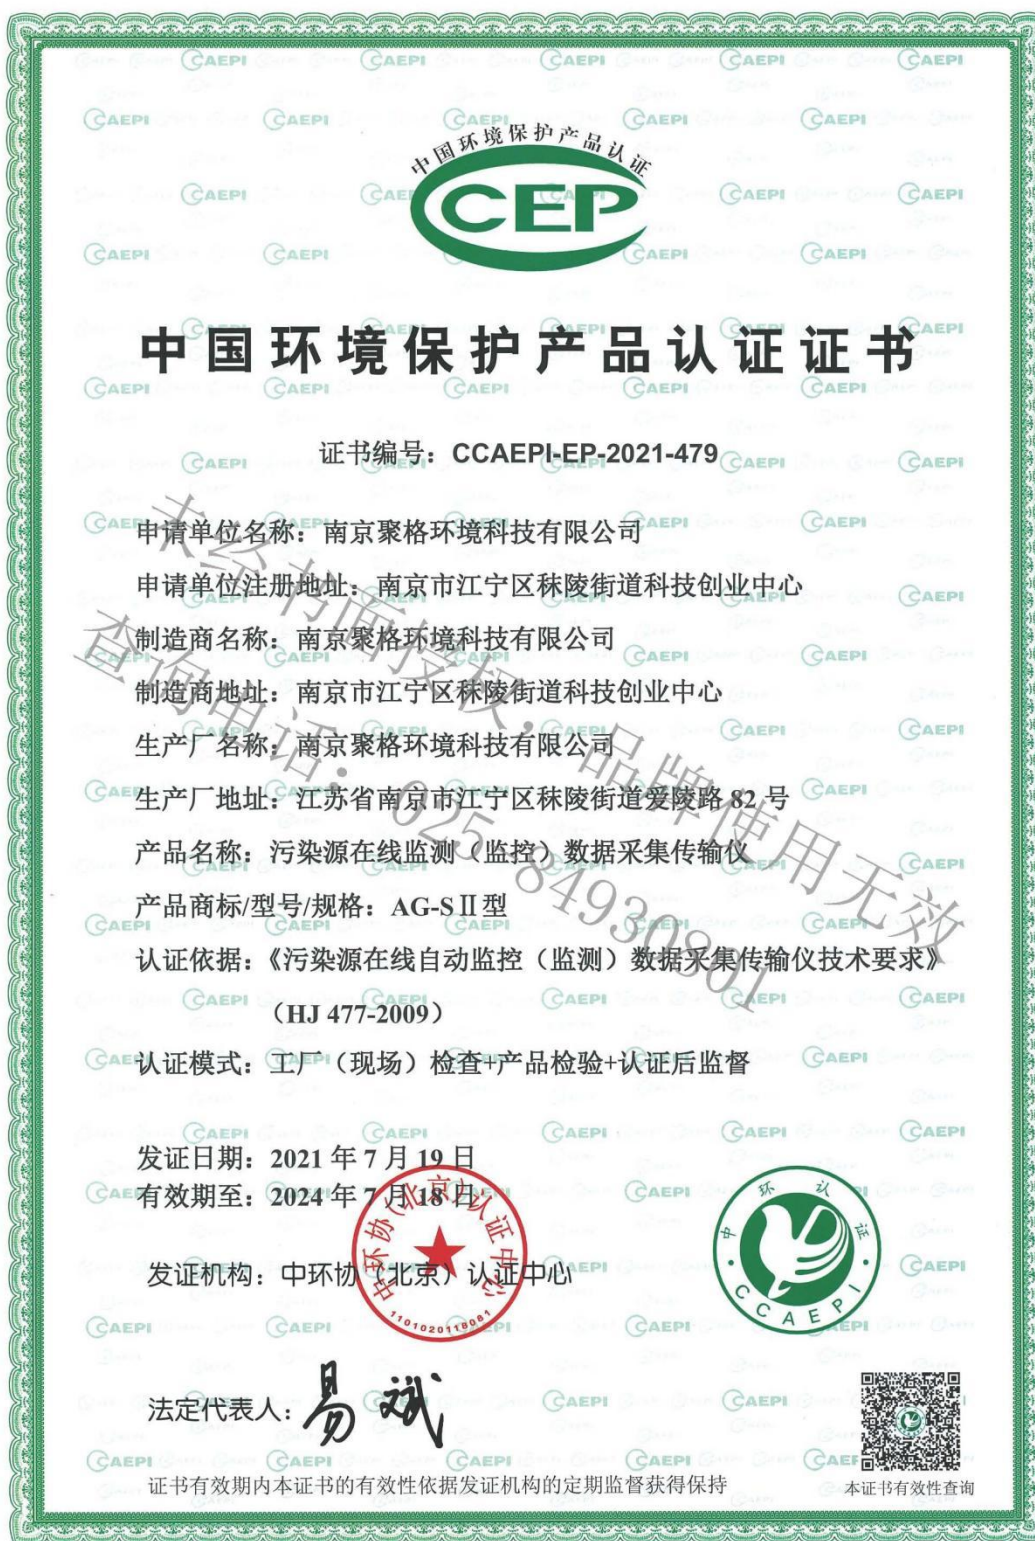 中国环境保护产品认证
CEP
中国环境保护产品认证证书
证书编号：CCAEPI-EP-2021-479
申请单位名称：南京聚格环境科技有限公司
申请单位注册地址：南京市江宁区秣陵街道科技创业中心
制造商名称：南京聚格环境科技有限公司
制造商地址：南京市江宁区秣陵街道科技创业中心
生产厂名称：南京聚格环境科技有限公司
生产厂地址：江苏省南京市江宁区秣陵街道爱陵路 82 号
产品名称：污染源在线监测（监控）数据采集传输仪
产品商标/型号/规格：AG-SⅡ型
认证依据：《污染源在线自动监控（监测）数据采集传输仪技术要求》
（HJ 477-2009）
认证模式：工厂（现场）检查+产品检验+认证后监督
未经书面授权，品牌使用无效
查询电话：025-84930801
发证日期：2021 年 7 月 19 日
有效期至：2024 年 7 月 18 日
发证机构：中环协（北京）认证中心
中环协(北京)认证中心
中环认证
CCAEPI
法定代表人：易斌
证书有效期内本证书的有效性依据发证机构的定期监督获得保持
本证书有效性查询